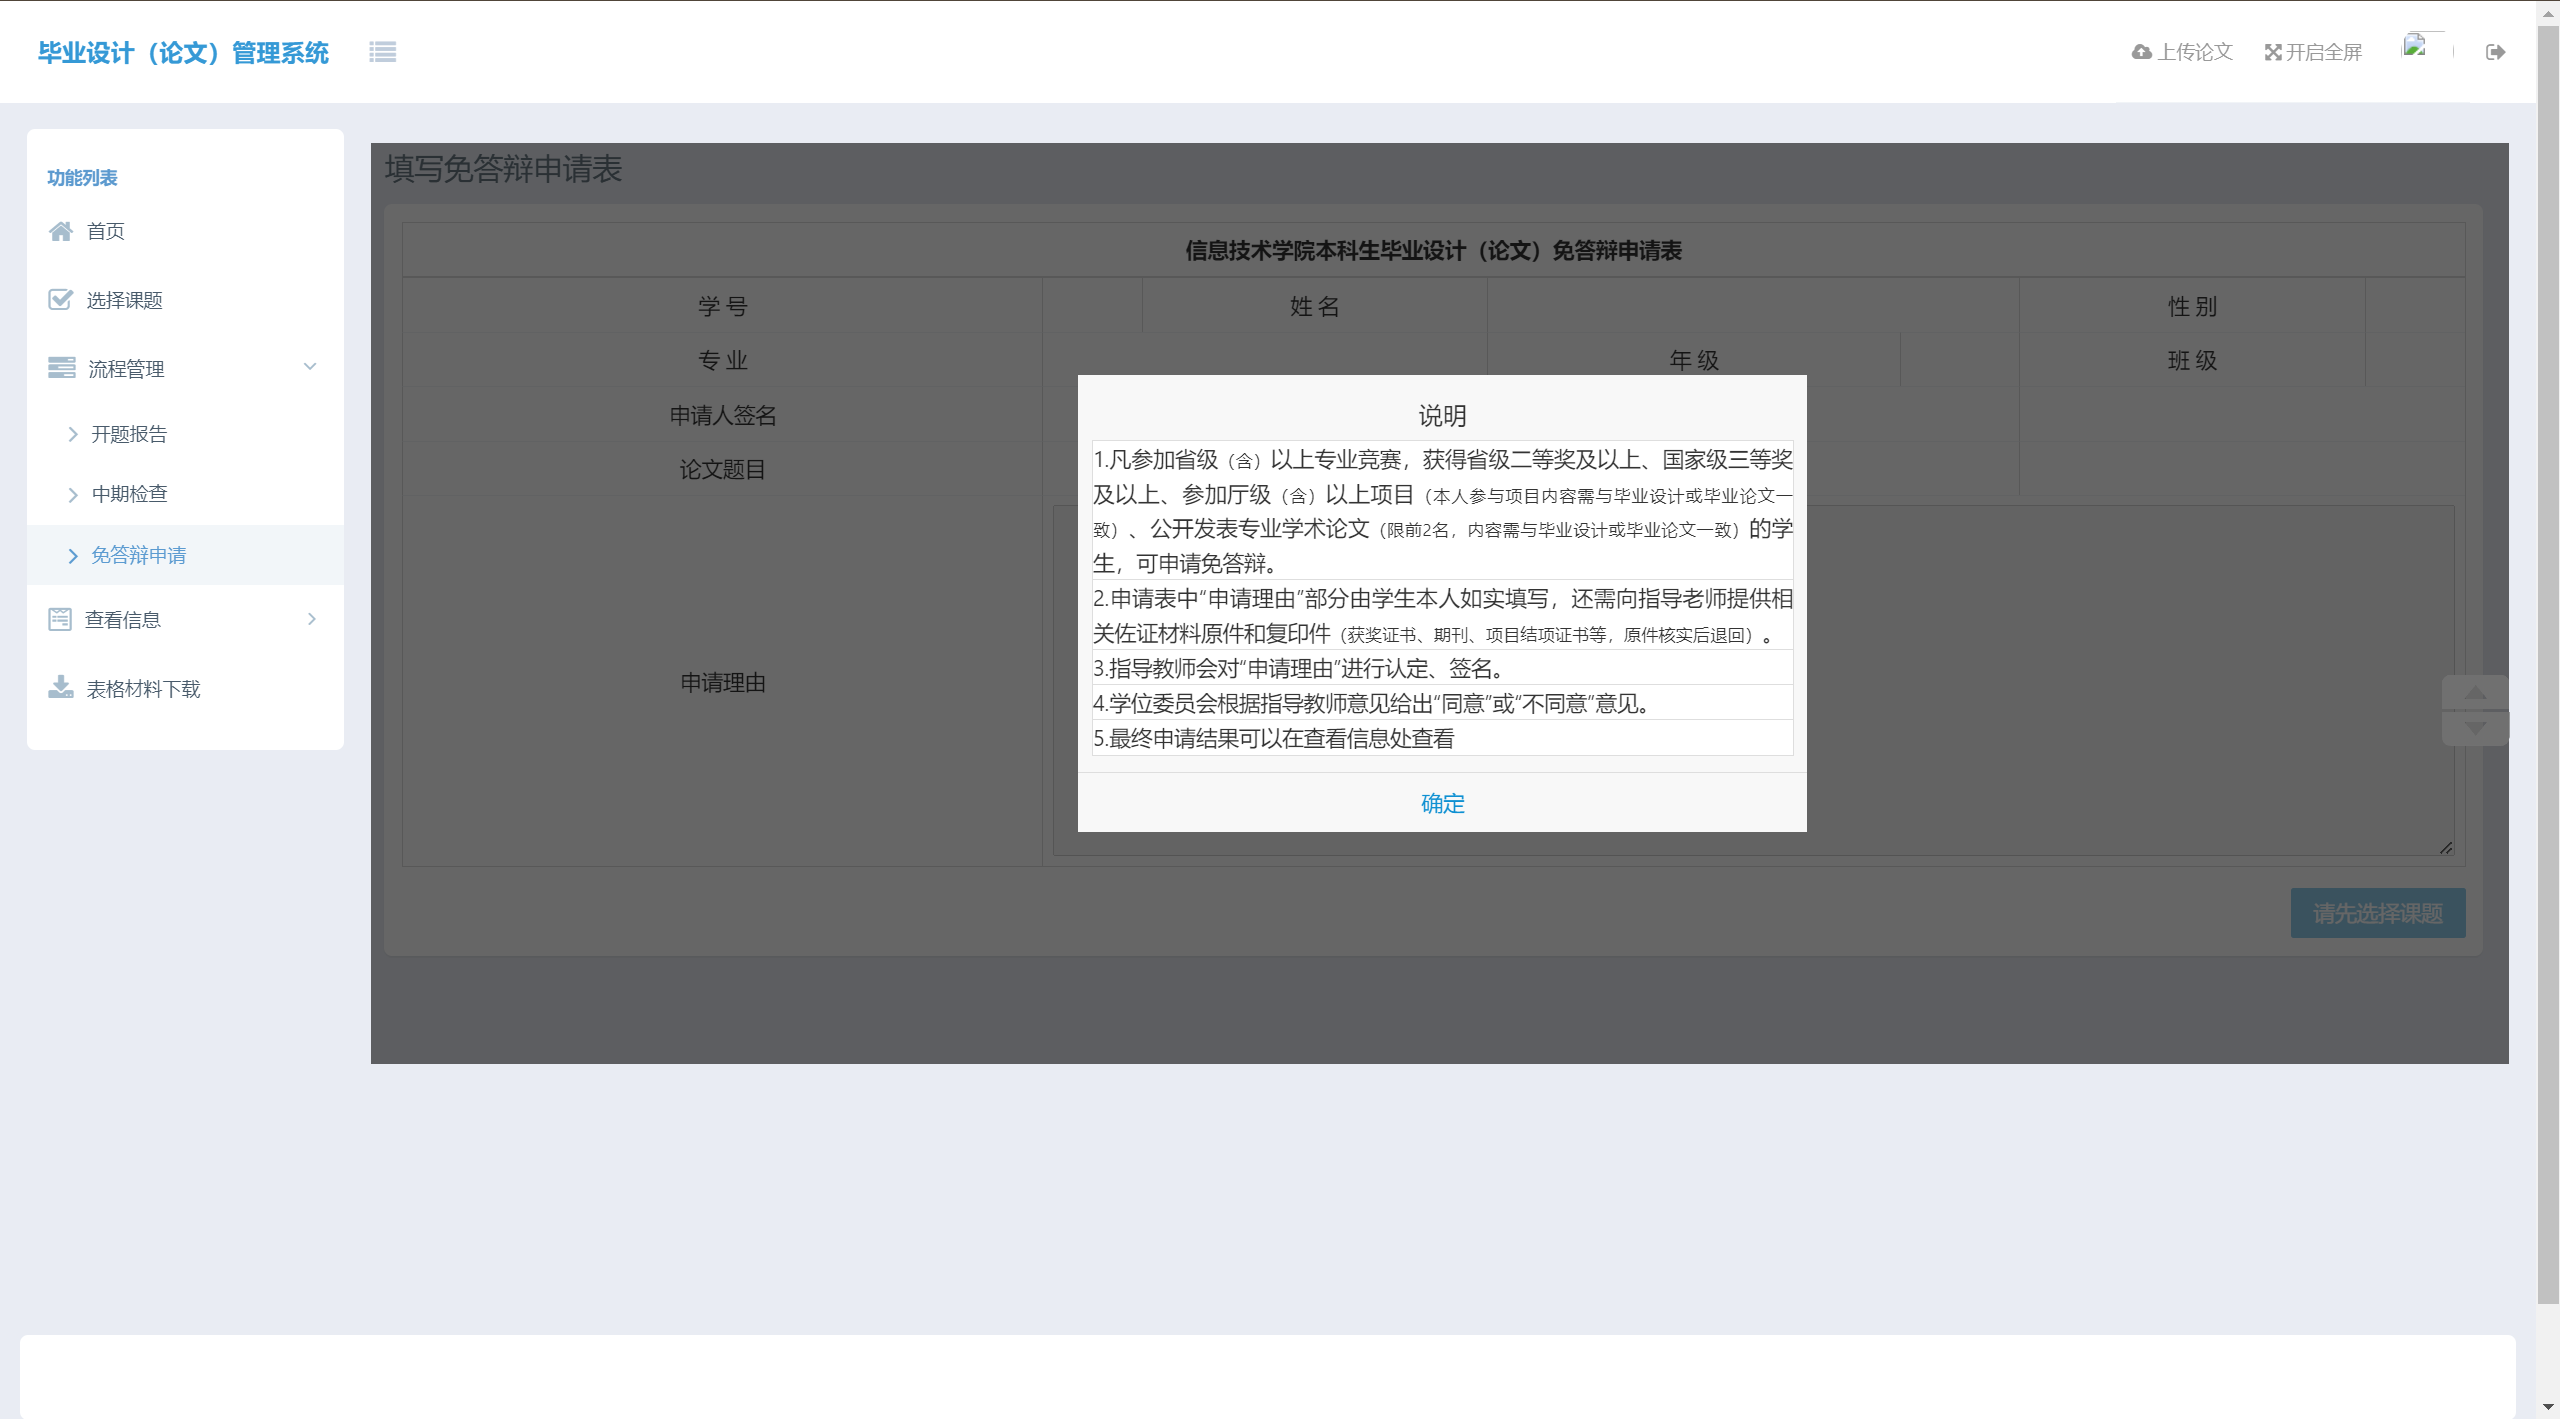 毕业设计（论文）管理系统
上传论文
开启全屏
功能列表
首页
选择课题
流程管理
开题报告
中期检查
免答辩申请
查看信息
表格材料下载
填写免答辩申请表
信息技术学院本科生毕业设计（论文）免答辩申请表
学 号 姓 名 性 别
专 业 年 级 班 级
申请人签名
论文题目
申请理由
说明
1.凡参加省级（含）以上专业竞赛，获得省级二等奖及以上、国家级三等奖
及以上、参加厅级（含）以上项目（本人参与项目内容需与毕业设计或毕业论文一
致）、公开发表专业学术论文（限前2名，内容需与毕业设计或毕业论文一致）的学
生，可申请免答辩。
2.申请表中“申请理由”部分由学生本人如实填写，还需向指导老师提供相
关佐证材料原件和复印件（获奖证书、期刊、项目结项证书等，原件核实后退回）。
3.指导教师会对“申请理由”进行认定、签名。
4.学位委员会根据指导教师意见给出“同意”或“不同意”意见。
5.最终申请结果可以在查看信息处查看
确定
请先选择课题